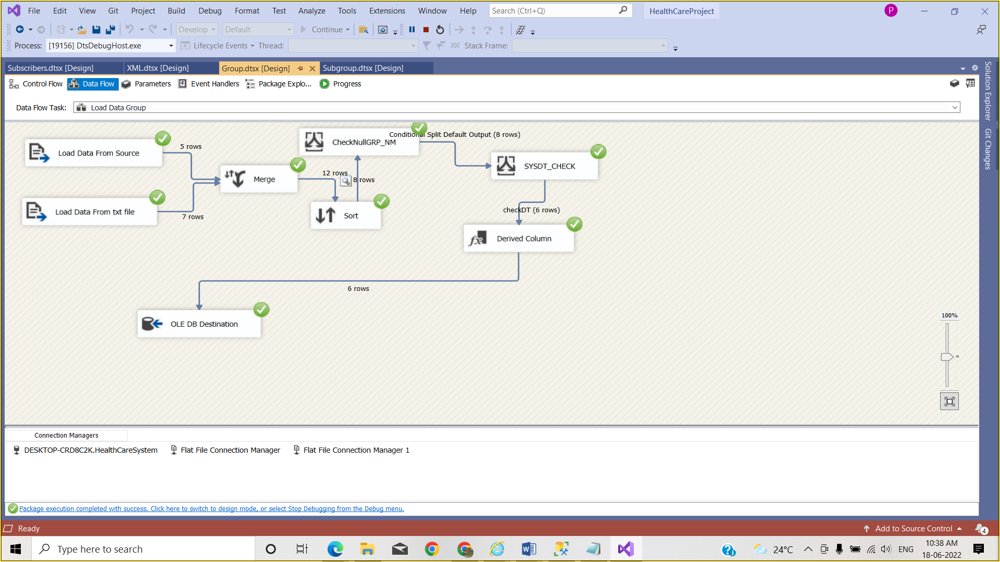 File Edit View Git Project Build Debug Format Test Analyze Tools Extensions Window Help Search (Ctrl+Q) HealthCareProject P
Develop Default Continue
Process: [19156] DtsDebugHost.exe Lifecycle Events Thread: Stack Frame:
Subscribers.dtsx [Design] XML.dtsx [Design] Group.dtsx [Design] Subgroup.dtsx [Design]
Control Flow Data Flow Parameters Event Handlers Package Explo... Progress
Data Flow Task: Load Data Group
Solution Explorer
Git Changes
Conditional Split Default Output (8 rows)
CheckNullGRP_NM
5 rows
Load Data From Source
SYSDT_CHECK
12 rows
Merge
8 rows
Load Data From txt file
7 rows
Sort
checkDT (6 rows)
Derived Column
6 rows
OLE DB Destination
100%
Connection Managers
DESKTOP-CRD8C2K.HealthCareSystem Flat File Connection Manager Flat File Connection Manager 1
Package execution completed with success. Click here to switch to design mode, or select Stop Debugging from the Debug menu.
Ready Add to Source Control 4
Type here to search 24°C ENG 10:38 AM
18-06-2022